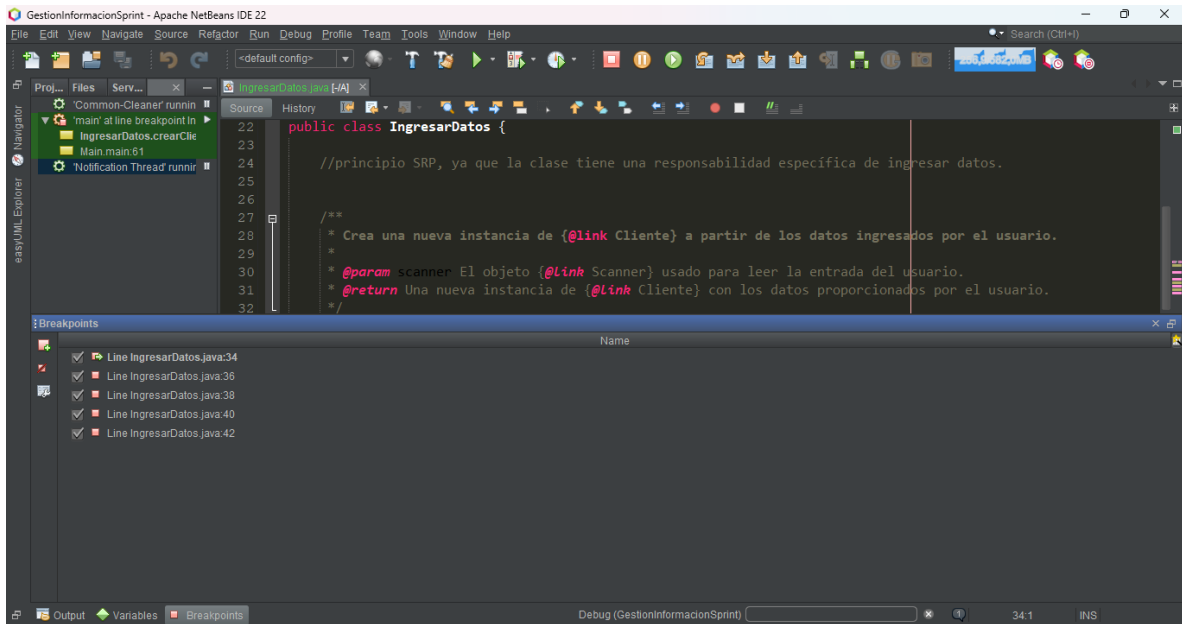 GestionInformacionSprint - Apache NetBeans IDE 22
File Edit View Navigate Source Refactor Run Debug Profile Team Tools Window Help
Search (Ctrl+I)
<default config>
Proj... Files Serv...
IngresarDatos.java [-/A]
'Common-Cleaner' runnin
'main' at line breakpoint In
IngresarDatos.crearClie
Main.main:61
'Notification Thread' runnin
Navigator
easyUML Explorer
Source History
22 public class IngresarDatos {
23
24 //principio SRP, ya que la clase tiene una responsabilidad específica de ingresar datos.
25
26
27 /**
28 * Crea una nueva instancia de {@link Cliente} a partir de los datos ingresados por el usuario.
29 *
30 * @param scanner El objeto {@link Scanner} usado para leer la entrada del usuario.
31 * @return Una nueva instancia de {@link Cliente} con los datos proporcionados por el usuario.
32 */
Breakpoints
Name
Line IngresarDatos.java:34
Line IngresarDatos.java:36
Line IngresarDatos.java:38
Line IngresarDatos.java:40
Line IngresarDatos.java:42
Output Variables Breakpoints
Debug (GestionInformacionSprint)
1
34:1
INS